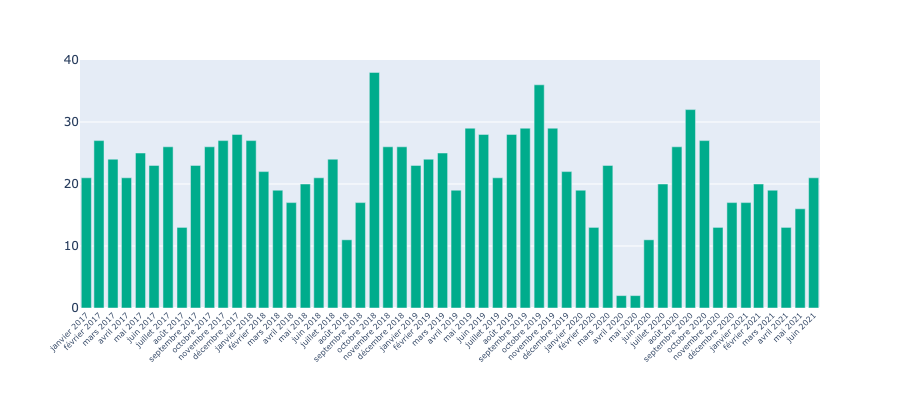 40
30
20
10
0
janvier 2017
février 2017
mars 2017
avril 2017
mai 2017
juin 2017
juillet 2017
août 2017
septembre 2017
octobre 2017
novembre 2017
décembre 2017
janvier 2018
février 2018
mars 2018
avril 2018
mai 2018
juin 2018
juillet 2018
août 2018
septembre 2018
octobre 2018
novembre 2018
décembre 2018
janvier 2019
février 2019
mars 2019
avril 2019
mai 2019
juin 2019
juillet 2019
août 2019
septembre 2019
octobre 2019
novembre 2019
décembre 2019
janvier 2020
février 2020
mars 2020
avril 2020
mai 2020
juin 2020
juillet 2020
août 2020
septembre 2020
octobre 2020
novembre 2020
décembre 2020
janvier 2021
février 2021
mars 2021
avril 2021
mai 2021
juin 2021